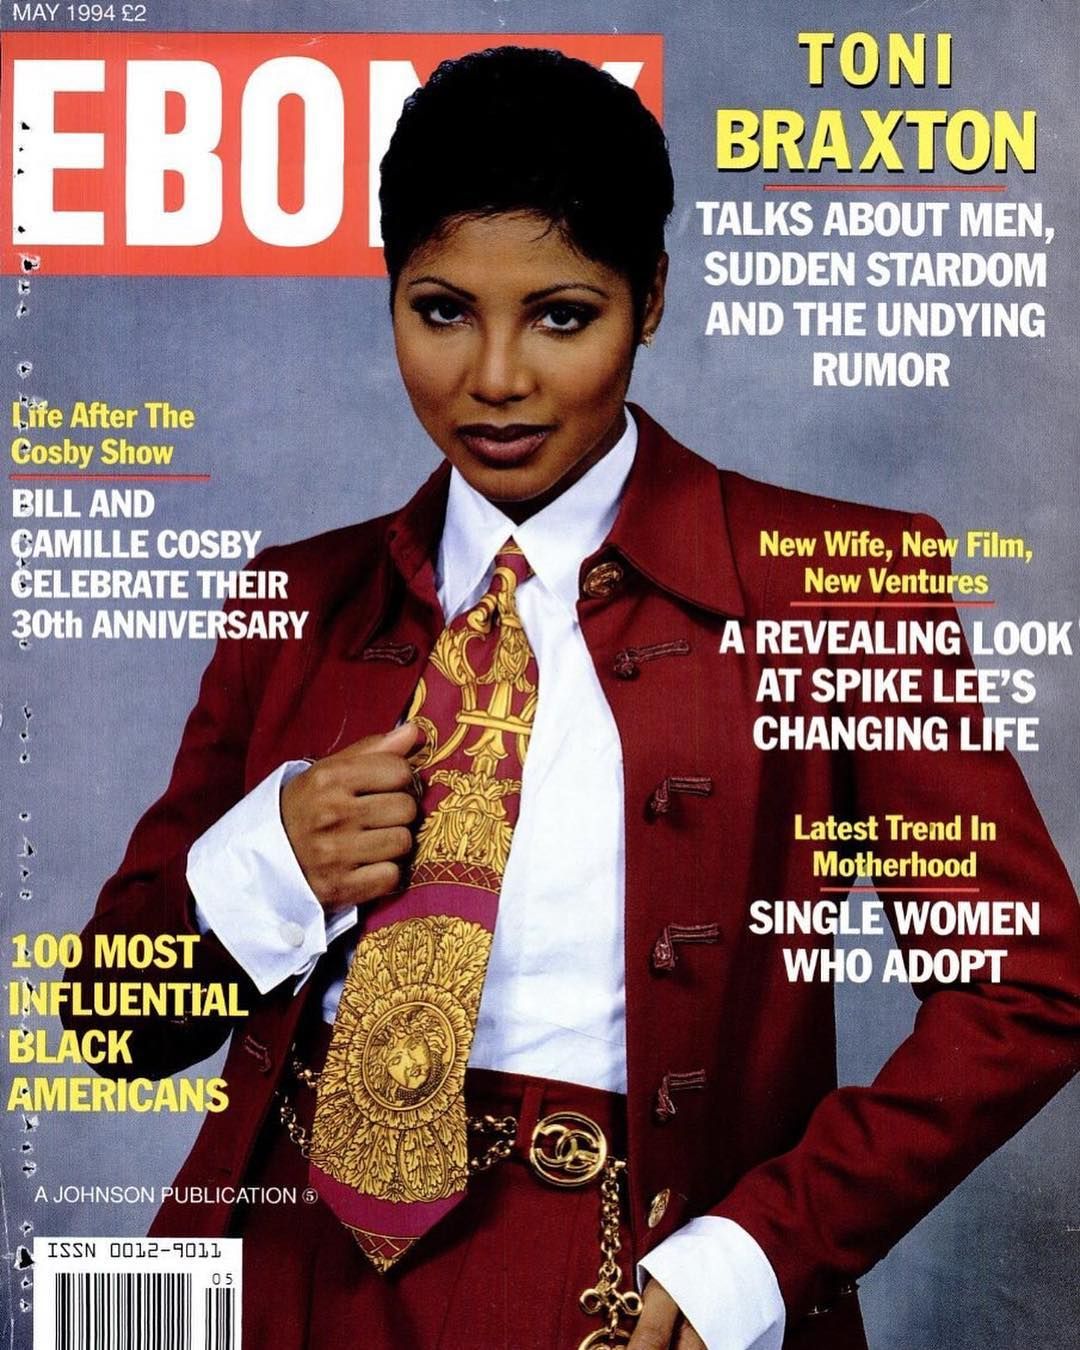 MAY 1994 £2
EBONY
TONI
BRAXTON
TALKS ABOUT MEN,
SUDDEN STARDOM
AND THE UNDYING
RUMOR
Life After The
Cosby Show
BILL AND
CAMILLE COSBY
CELEBRATE THEIR
30th ANNIVERSARY
New Wife, New Film,
New Ventures
A REVEALING LOOK
AT SPIKE LEE'S
CHANGING LIFE
Latest Trend In
Motherhood
SINGLE WOMEN
WHO ADOPT
100 MOST
INFLUENTIAL
BLACK
AMERICANS
A JOHNSON PUBLICATION ⑤
ISSN 0012-9011
05